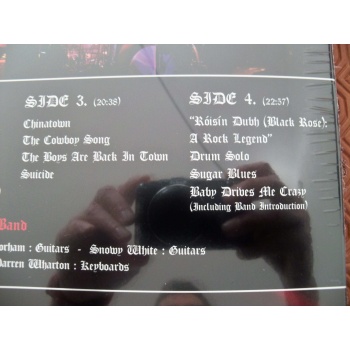 SIDE 3. (20:38)
Chinatown
The Cowboy Song
The Boys Are Back In Town
Suicide
SIDE 4. (22:37)
"Róisín Dubh (Black Rose):
A Rock Legend"
Drum Solo
Sugar Blues
Baby Drives Me Crazy
(Including Band Introduction)
)
Band
orham : Guitars - Snowy White : Guitars
arren Wharton : Keyboards